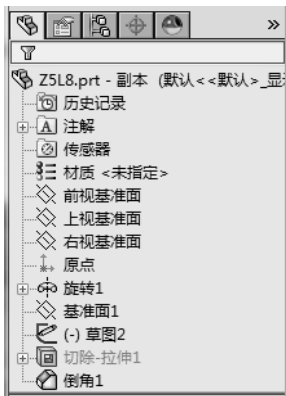 »
Z5L8.prt - 副本 (默认<<默认>_显
历史记录
A 注解
传感器
材质 <未指定>
前视基准面
上视基准面
右视基准面
原点
旋转1
基准面1
(-) 草图2
切除-拉伸1
倒角1